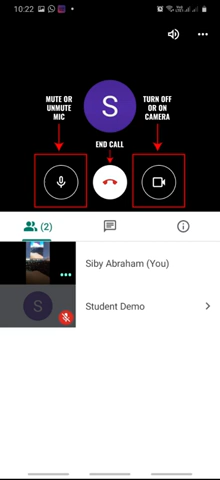 10:22
S
MUTE OR
UNMUTE
MIC
TURN OFF
OR ON
CAMERA
END CALL
(2)
Siby Abraham (You)
S
Student Demo